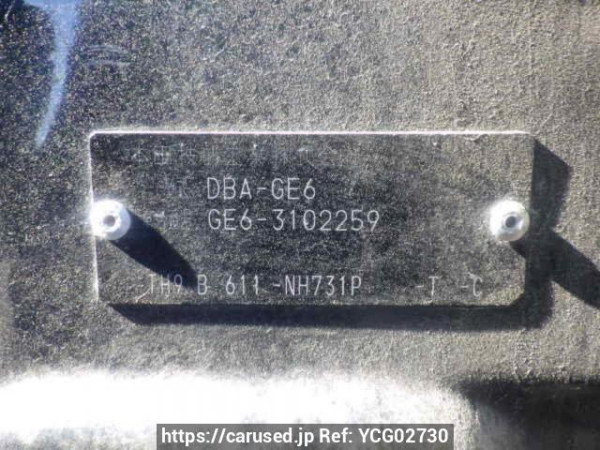 DBA-GE6
GE6-3102259
TH9 B 611 -NH731P -T -C
https://carused.jp Ref: YCG02730